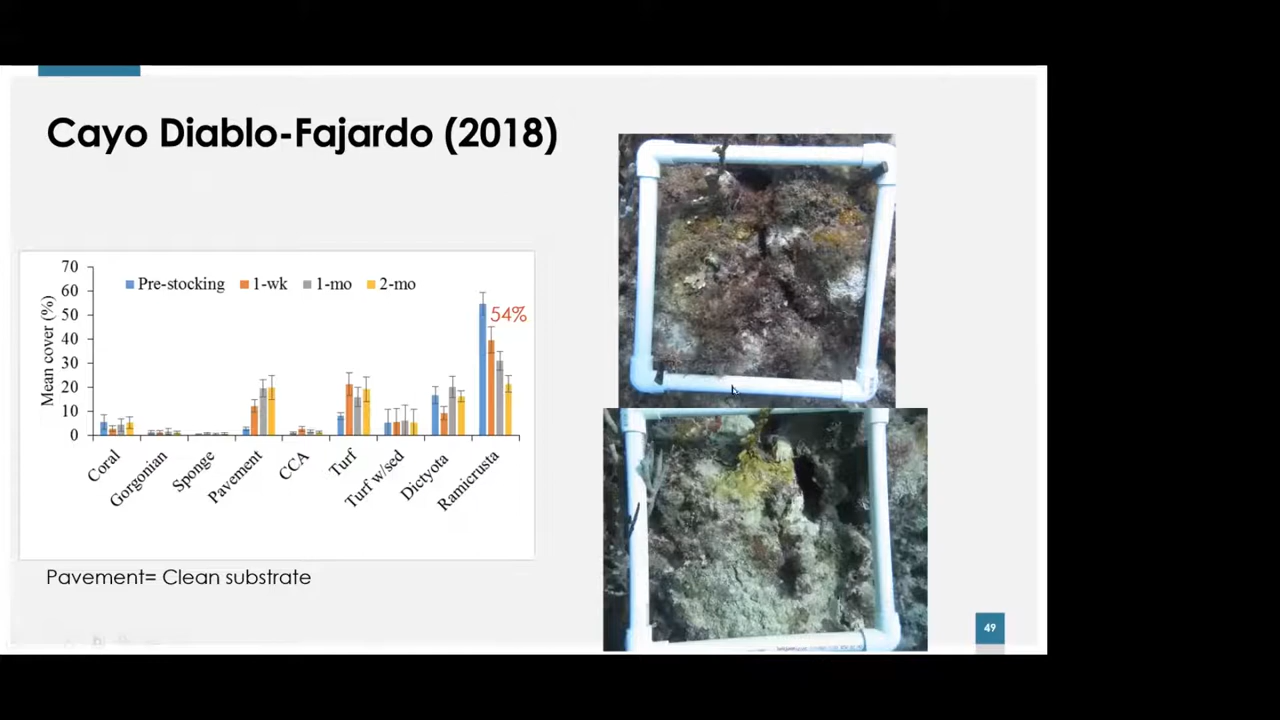 Cayo Diablo-Fajardo (2018)
Mean cover (%)
70
60
50
40
30
20
10
0
Pre-stocking 1-wk 1-mo 2-mo
54%
Coral
Gorgonian
Sponge
Pavement
CCA
Turf
Turf w/sed
Dictyota
Ramicrusta
Pavement= Clean substrate
49